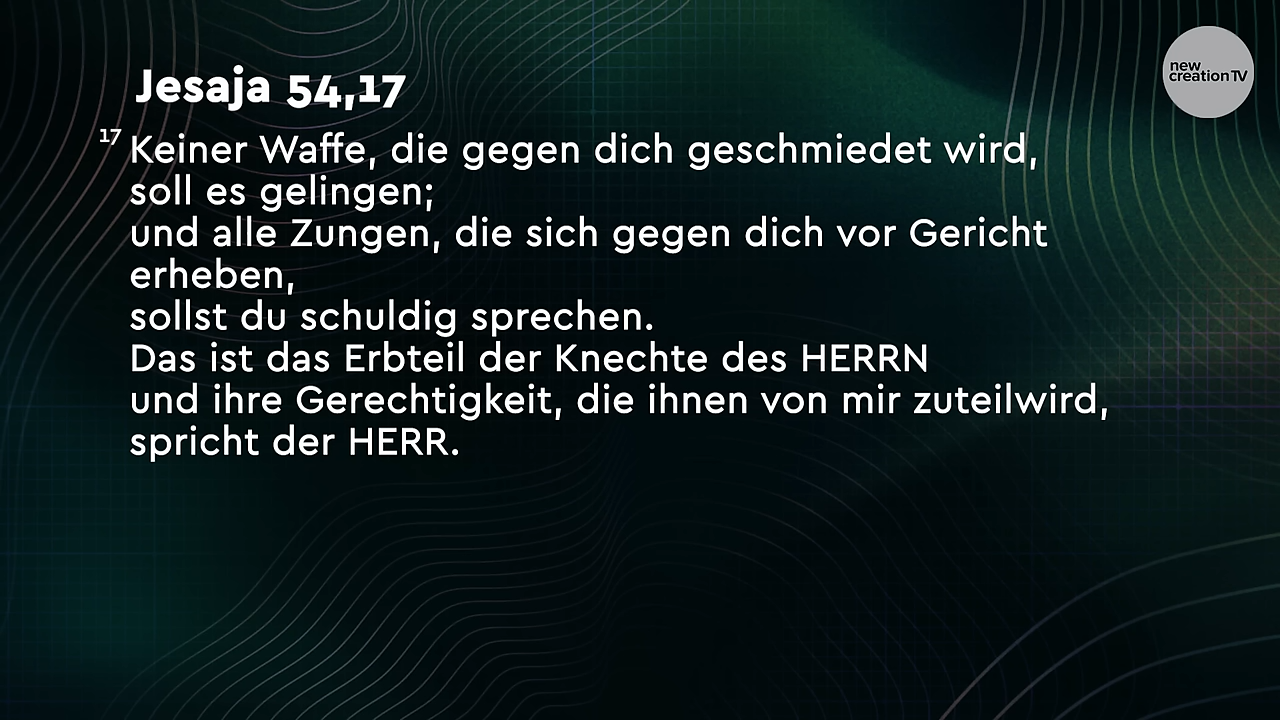 Jesaja 54,17
17 Keiner Waffe, die gegen dich geschmiedet wird,
soll es gelingen;
und alle Zungen, die sich gegen dich vor Gericht
erheben,
sollst du schuldig sprechen.
Das ist das Erbteil der Knechte des HERRN
und ihre Gerechtigkeit, die ihnen von mir zuteilwird,
spricht der HERR.
new
creation TV